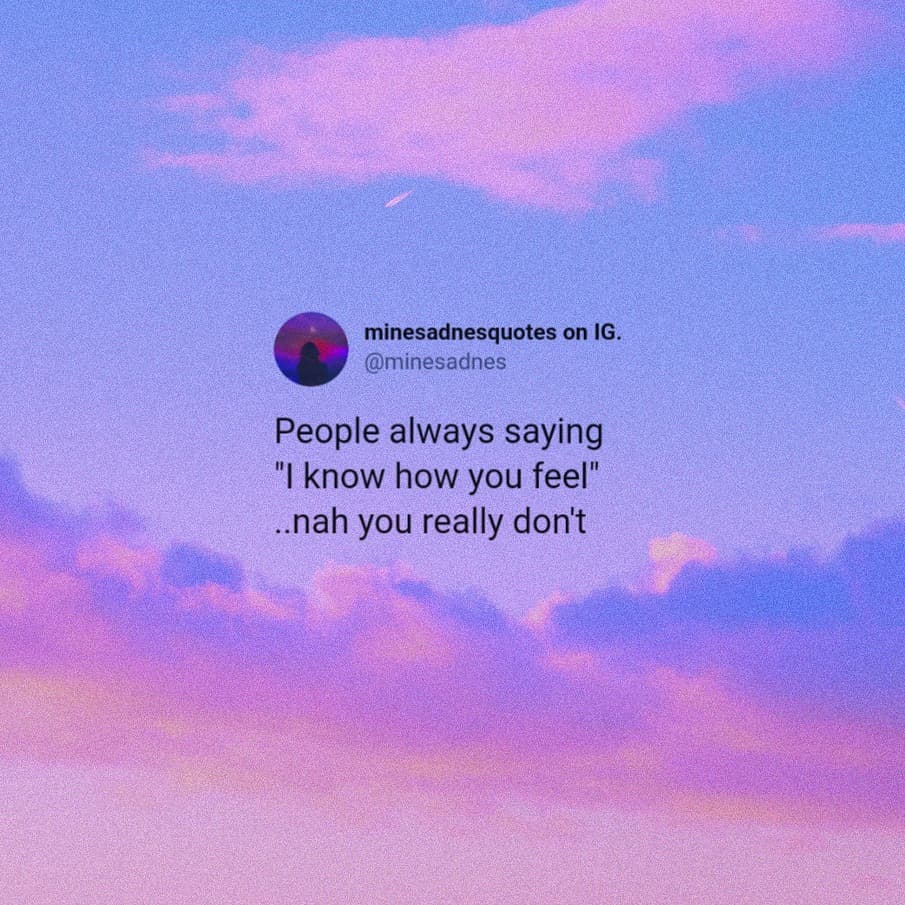 minesadnesquotes on IG.
@minesadnes
People always saying
"I know how you feel"
..nah you really don't